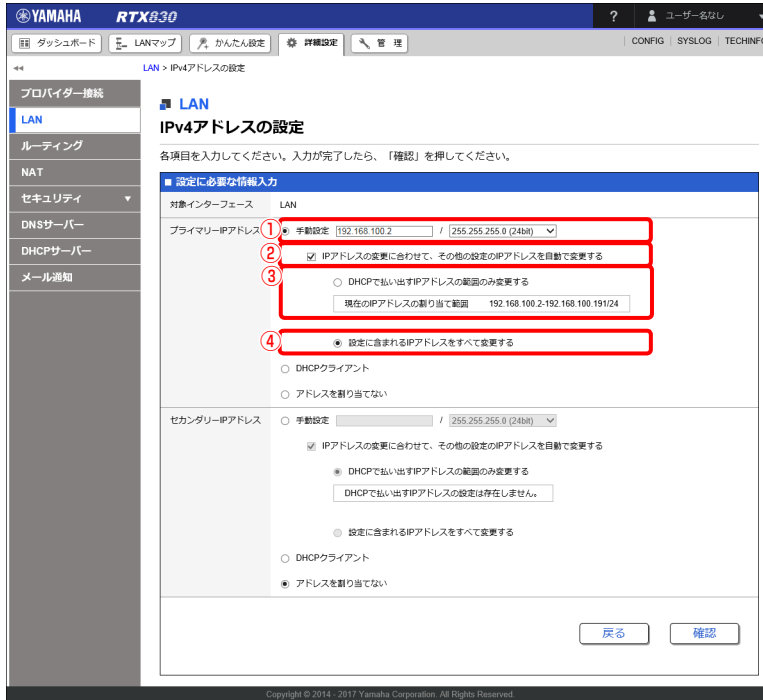 YAMAHA RTX830 ? ユーザー名なし
ダッシュボード LANマップ かんたん設定 詳細設定 管 理 CONFIG SYSLOG TECHINFO
LAN > IPv4アドレスの設定
プロバイダー接続
LAN
ルーティング
NAT
セキュリティ
DNSサーバー
DHCPサーバー
メール通知
LAN
IPv4アドレスの設定
各項目を入力してください。入力が完了したら、「確認」を押してください。
■ 設定に必要な情報入力
対象インターフェース LAN
プライマリーIPアドレス ① 手動設定 192.168.100.2 / 255.255.255.0 (24bit)
② IPアドレスの変更に合わせて、その他の設定のIPアドレスを自動で変更する
③ DHCPで払い出すIPアドレスの範囲のみ変更する
現在のIPアドレスの割り当て範囲 192.168.100.2-192.168.100.191/24
④ 設定に含まれるIPアドレスをすべて変更する
DHCPクライアント
アドレスを割り当てない
セカンダリーIPアドレス 手動設定 / 255.255.255.0 (24bit)
IPアドレスの変更に合わせて、その他の設定のIPアドレスを自動で変更する
DHCPで払い出すIPアドレスの範囲のみ変更する
DHCPで払い出すIPアドレスの設定は存在しません。
設定に含まれるIPアドレスをすべて変更する
DHCPクライアント
アドレスを割り当てない
戻る 確認
Copyright © 2014 - 2017 Yamaha Corporation. All Rights Reserved.